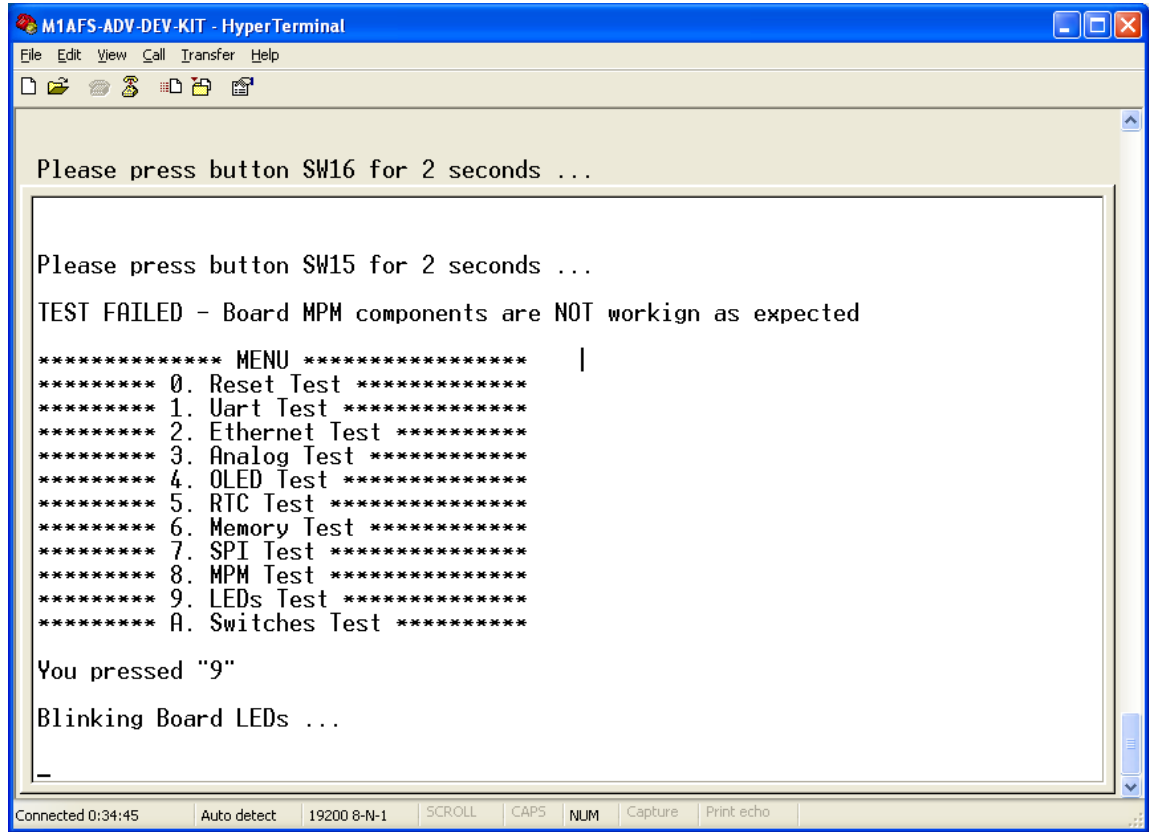 M1AFS-ADV-DEV-KIT - HyperTerminal
File Edit View Call Transfer Help
Please press button SW16 for 2 seconds ...
Please press button SW15 for 2 seconds ...
TEST FAILED - Board MPM components are NOT workign as expected
************** MENU *****************
********* 0. Reset Test *************
********* 1. Uart Test **************
********* 2. Ethernet Test **********
********* 3. Analog Test ************
********* 4. OLED Test **************
********* 5. RTC Test ***************
********* 6. Memory Test ************
********* 7. SPI Test ***************
********* 8. MPM Test ***************
********* 9. LEDs Test **************
********* A. Switches Test **********
You pressed "9"
Blinking Board LEDs ...
Connected 0:34:45 Auto detect 19200 8-N-1 SCROLL CAPS NUM Capture Print echo